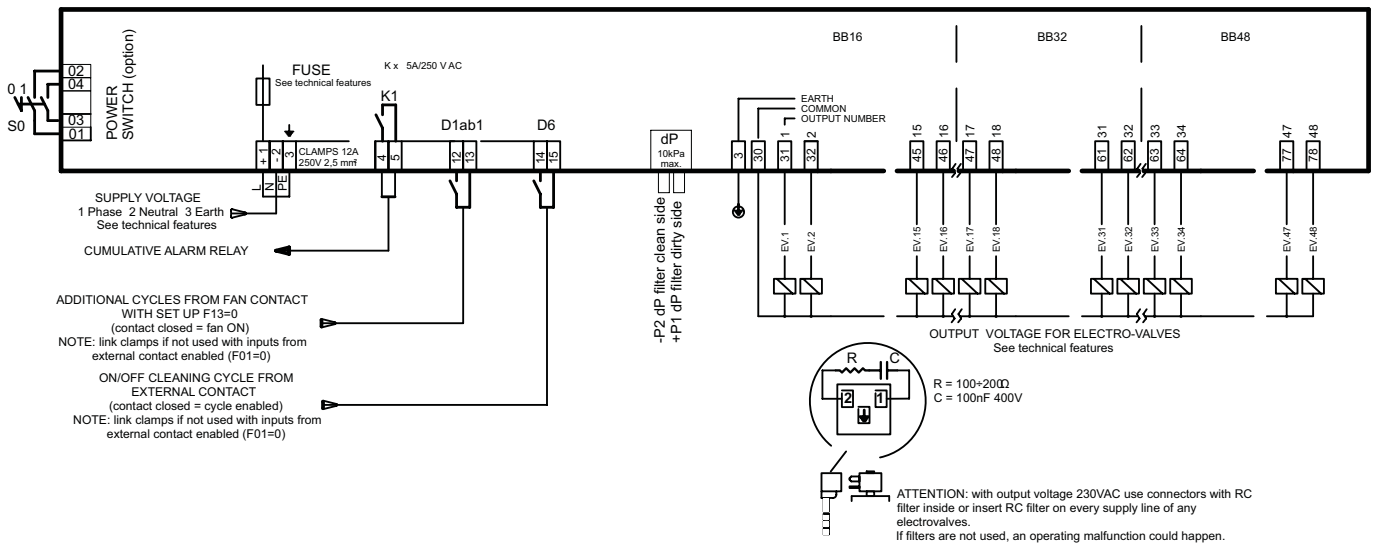 BB16
BB32
BB48
02
04
03
01
POWER
SWITCH (option)
0 1
S0
FUSE
See technical features
K x 5A/250 V AC
K1
D1ab1
D6
+ 1
- 2
3
CLAMPS 12A
250V 2,5 mm²
4
5
12
13
14
15
L
N
PE
dP
10kPa
max.
-P2 dP filter clean side
+P1 dP filter dirty side
EARTH
COMMON
OUTPUT NUMBER
1
2
15
16
17
18
31
32
33
34
47
48
3
30
31
32
45
46
47
48
61
62
63
64
77
78
SUPPLY VOLTAGE
1 Phase 2 Neutral 3 Earth
See technical features
CUMULATIVE ALARM RELAY
EV.1
EV.2
EV.15
EV.16
EV.17
EV.18
EV.31
EV.32
EV.33
EV.34
EV.47
EV.48
ADDITIONAL CYCLES FROM FAN CONTACT
WITH SET UP F13=0
(contact closed = fan ON)
NOTE: link clamps if not used with inputs from
external contact enabled (F01=0)
ON/OFF CLEANING CYCLE FROM
EXTERNAL CONTACT
(contact closed = cycle enabled)
NOTE: link clamps if not used with inputs from
external contact enabled (F01=0)
OUTPUT VOLTAGE FOR ELECTRO-VALVES
See technical features
R
C
2
1
R = 100÷200Ω
C = 100nF 400V
ATTENTION: with output voltage 230VAC use connectors with RC
filter inside or insert RC filter on every supply line of any
electrovalves.
If filters are not used, an operating malfunction could happen.